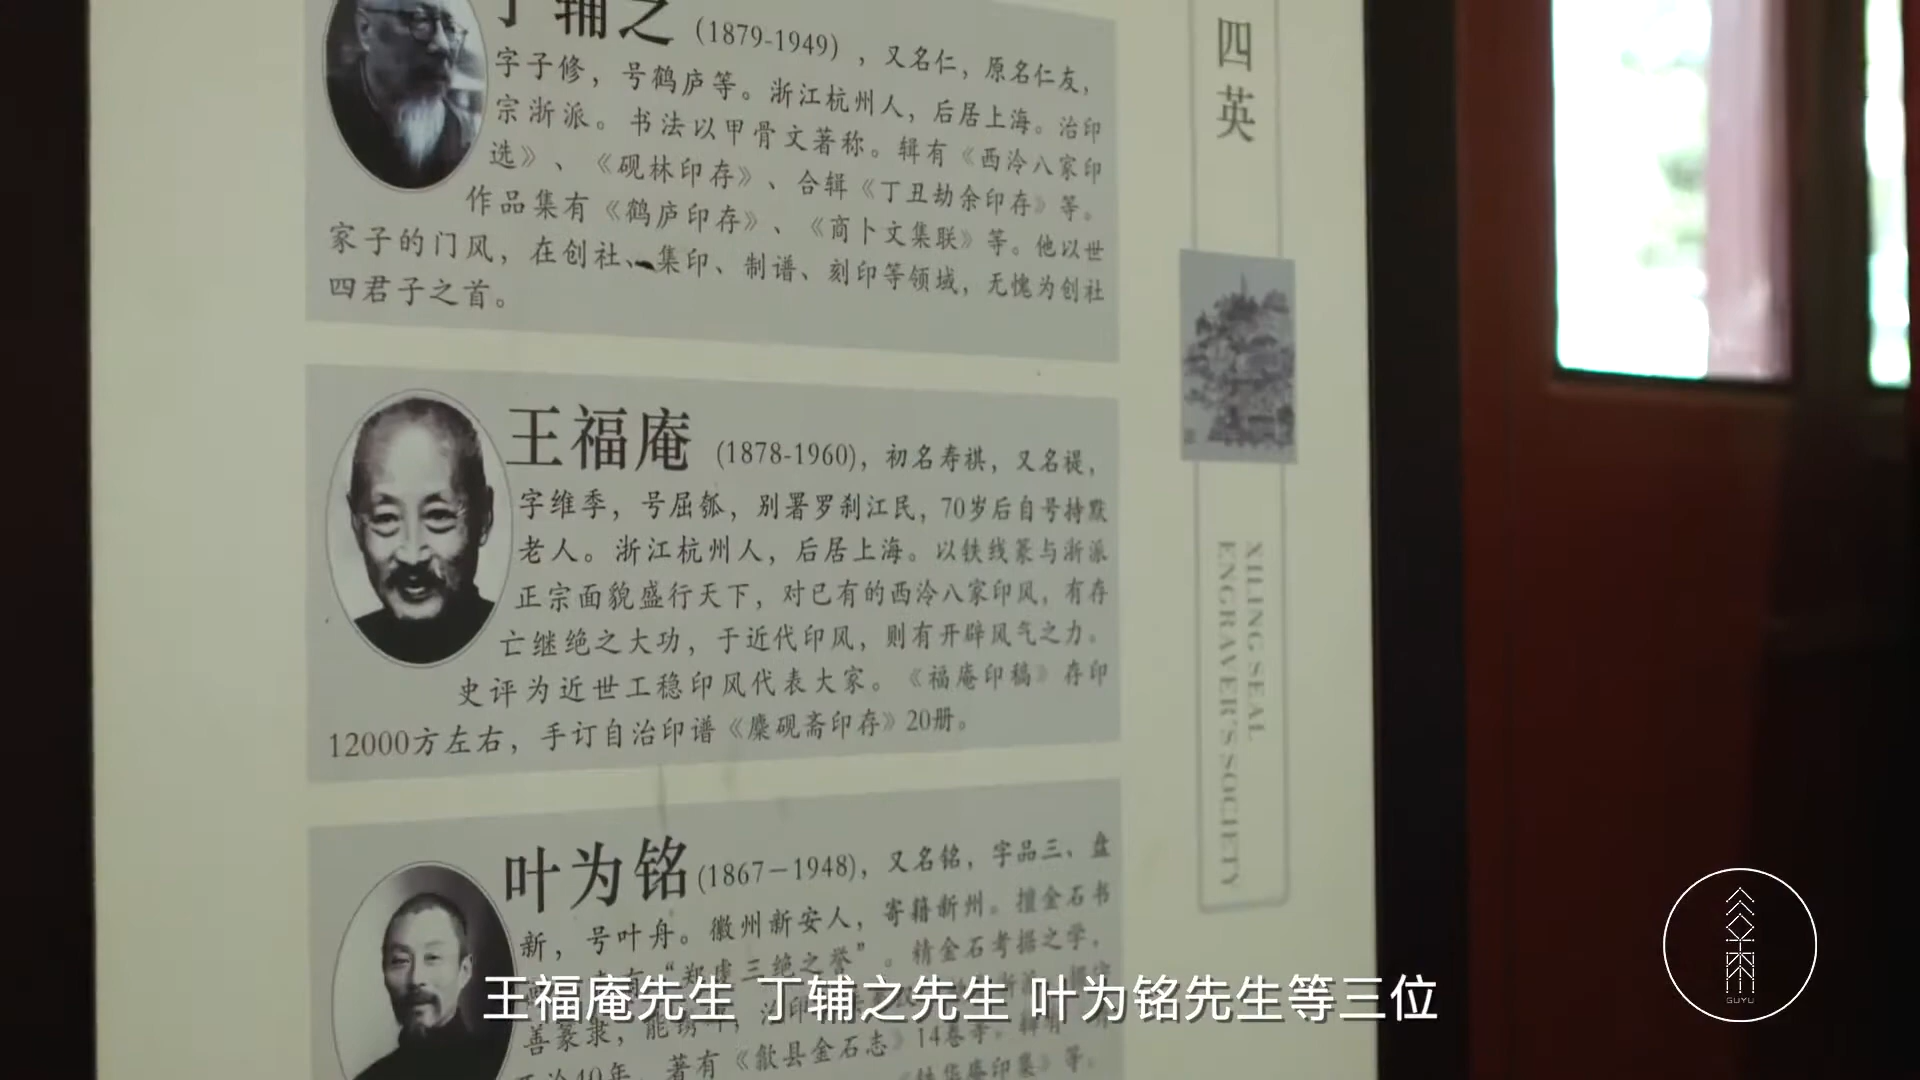 丁辅之 (1879-1949)，又名仁，原名仁友，
字子修，号鹤庐等。浙江杭州人，后居上海。治印
宗浙派。书法以甲骨文著称。辑有《西泠八家印
选》、《砚林印存》、合辑《丁丑劫余印存》等。
作品集有《鹤庐印存》、《商卜文集联》等。他以世
家子的门风，在创社、集印、制谱、刻印等领域，无愧为创社
四君子之首。
王福庵 (1878-1960)，初名寿祺，又名禔，
字维季，号屈瓠，别署罗刹江民，70岁后自号持默
老人。浙江杭州人，后居上海。以铁线篆与浙派
正宗面貌盛行天下，对已有的西泠八家印风，有存
亡继绝之大功，于近代印风，则有开辟风气之力。
史评为近世工稳印风代表大家。《福庵印稿》存印
12000方左右，手订自治印谱《麋砚斋印存》20册。
叶为铭(1867－1948)，又名铭，字品三、盘
新，号叶舟。徽州新安人，寄籍新州。擅金石书
三绝之誉”。精金石考据之学，
善篆隶，能
著有《歙县金石志》14卷等。
四英
XILING SEAL
ENGRAVER'S SOCIETY
王福庵先生 丁辅之先生 叶为铭先生等三位
GUYU